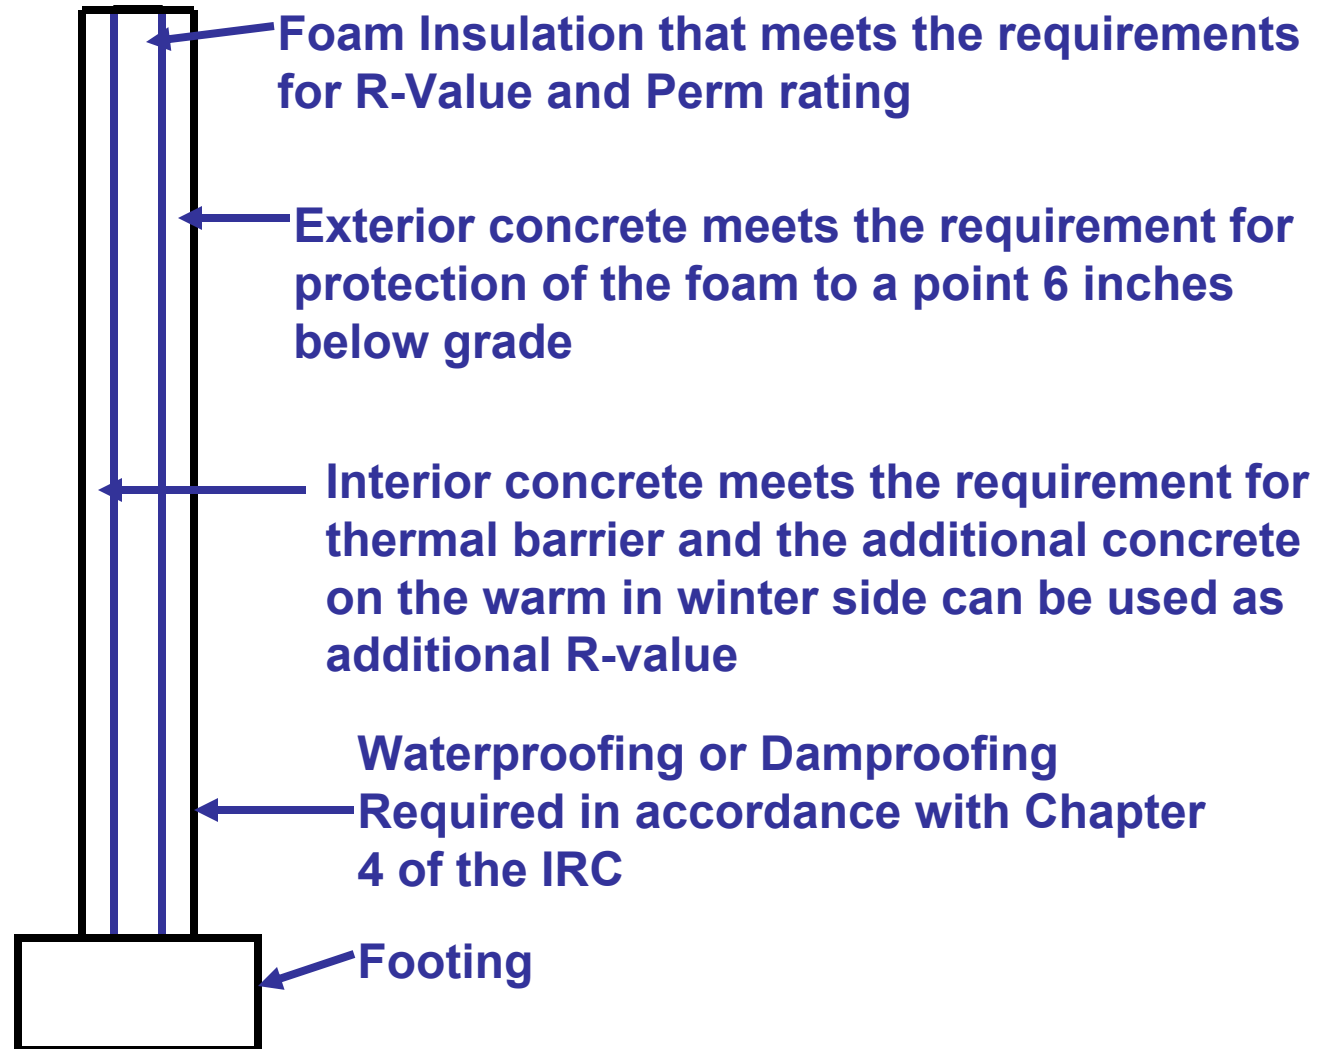 Foam Insulation that meets the requirements
for R-Value and Perm rating
Exterior concrete meets the requirement for
protection of the foam to a point 6 inches
below grade
Interior concrete meets the requirement for
thermal barrier and the additional concrete
on the warm in winter side can be used as
additional R-value
Waterproofing or Damproofing
Required in accordance with Chapter
4 of the IRC
Footing